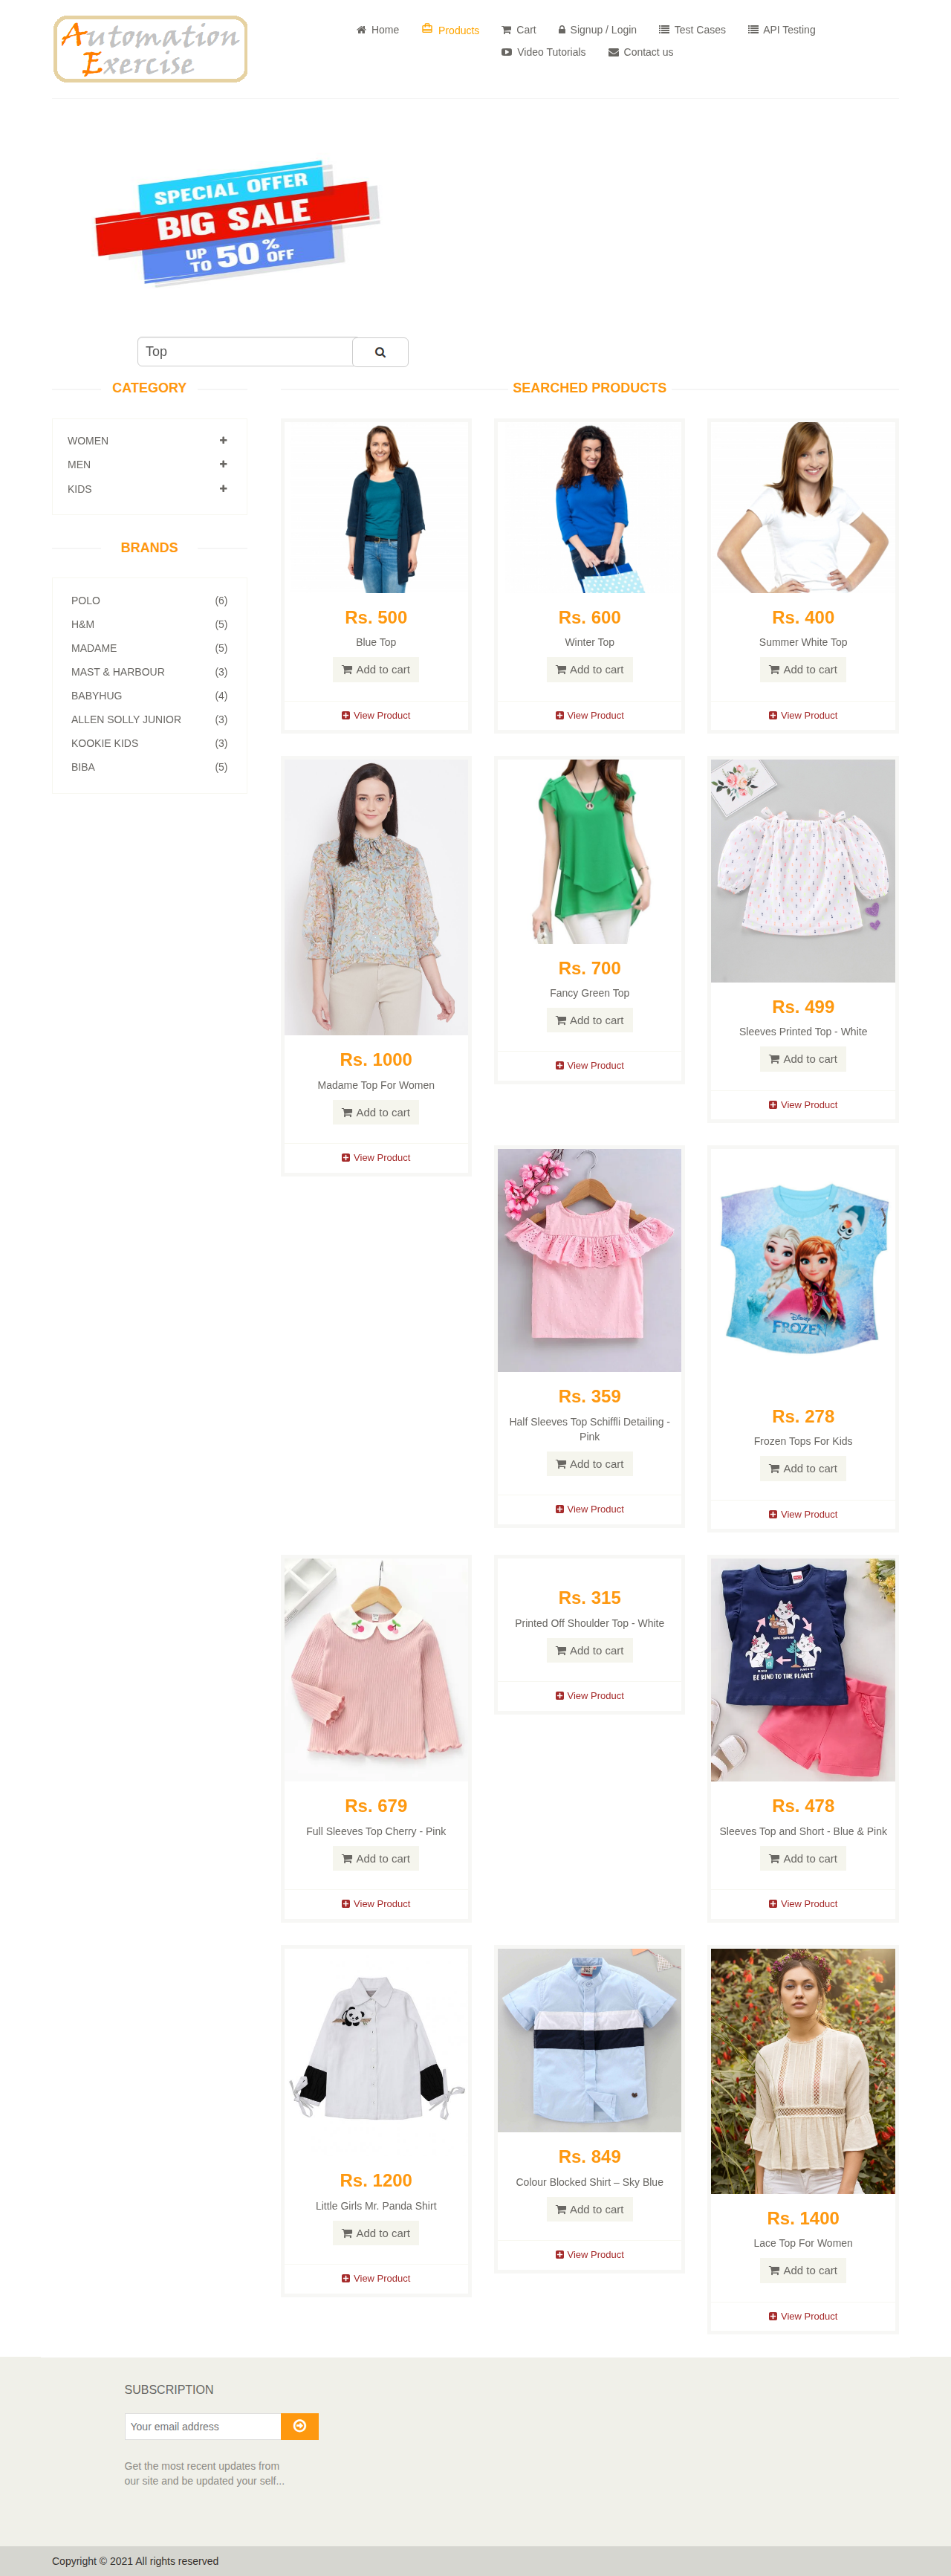 Automation
Exercise
Home
Products
Cart
Signup / Login
Test Cases
API Testing
Video Tutorials
Contact us
SPECIAL OFFER
BIG SALE
UP TO 50% OFF
Top
CATEGORY
WOMEN
MEN
KIDS
BRANDS
POLO (6)
H&M (5)
MADAME (5)
MAST & HARBOUR (3)
BABYHUG (4)
ALLEN SOLLY JUNIOR (3)
KOOKIE KIDS (3)
BIBA (5)
SEARCHED PRODUCTS
Rs. 500
Blue Top
Add to cart
View Product
Rs. 600
Winter Top
Add to cart
View Product
Rs. 400
Summer White Top
Add to cart
View Product
Rs. 1000
Madame Top For Women
Add to cart
View Product
Rs. 700
Fancy Green Top
Add to cart
View Product
Rs. 499
Sleeves Printed Top - White
Add to cart
View Product
Rs. 359
Half Sleeves Top Schiffli Detailing -
Pink
Add to cart
View Product
DISNEY
FROZEN
Rs. 278
Frozen Tops For Kids
Add to cart
View Product
Rs. 679
Full Sleeves Top Cherry - Pink
Add to cart
View Product
Rs. 315
Printed Off Shoulder Top - White
Add to cart
View Product
BE KIND TO THE PLANET
Rs. 478
Sleeves Top and Short - Blue & Pink
Add to cart
View Product
Rs. 1200
Little Girls Mr. Panda Shirt
Add to cart
View Product
Rs. 849
Colour Blocked Shirt – Sky Blue
Add to cart
View Product
Rs. 1400
Lace Top For Women
Add to cart
View Product
SUBSCRIPTION
Your email address
Get the most recent updates from
our site and be updated your self...
Copyright © 2021 All rights reserved